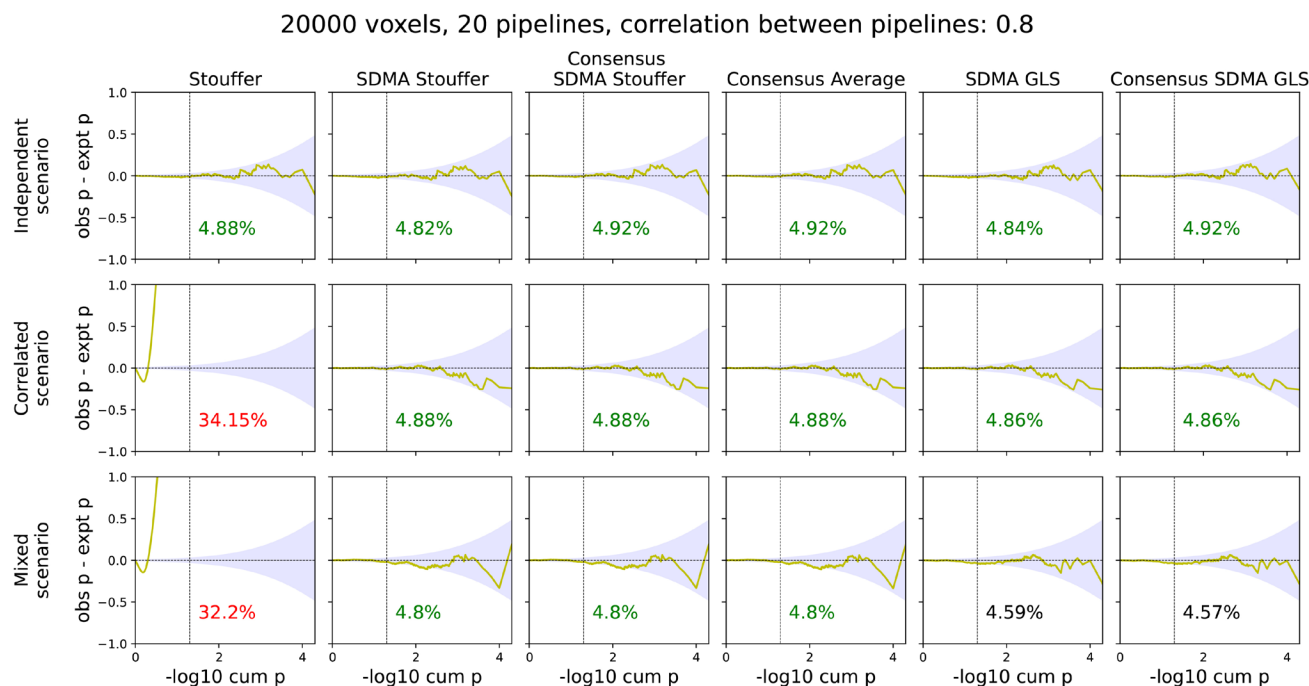 20000 voxels, 20 pipelines, correlation between pipelines: 0.8
Stouffer
SDMA Stouffer
Consensus
SDMA Stouffer
Consensus Average
SDMA GLS
Consensus SDMA GLS
Independent
scenario
obs p - expt p
1.0
0.5
0.0
−0.5
−1.0
4.88%
4.82%
4.92%
4.92%
4.84%
4.92%
Correlated
scenario
obs p - expt p
1.0
0.5
0.0
−0.5
−1.0
34.15%
4.88%
4.88%
4.88%
4.86%
4.86%
Mixed
scenario
obs p - expt p
1.0
0.5
0.0
−0.5
−1.0
32.2%
4.8%
4.8%
4.8%
4.59%
4.57%
0 2 4
0 2 4
0 2 4
0 2 4
0 2 4
0 2 4
-log10 cum p
-log10 cum p
-log10 cum p
-log10 cum p
-log10 cum p
-log10 cum p